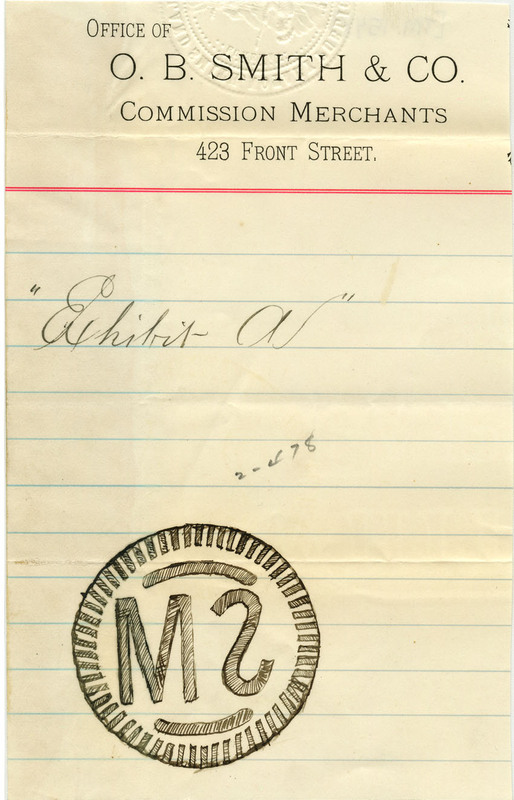 OFFICE OF
O. B. SMITH & CO.
COMMISSION MERCHANTS
423 FRONT STREET.
"Exhibit A"
2-478
MS